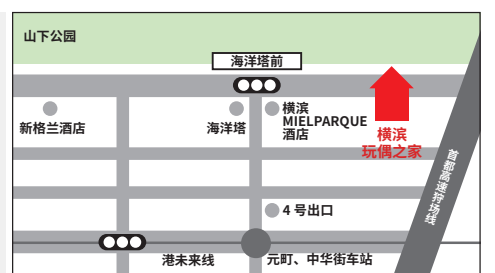 山下公园
海洋塔前
新格兰酒店
海洋塔
横滨
MIELPARQUE
酒店
横滨
玩偶之家
首都高速狩场线
4 号出口
港未来线
元町、中华街车站